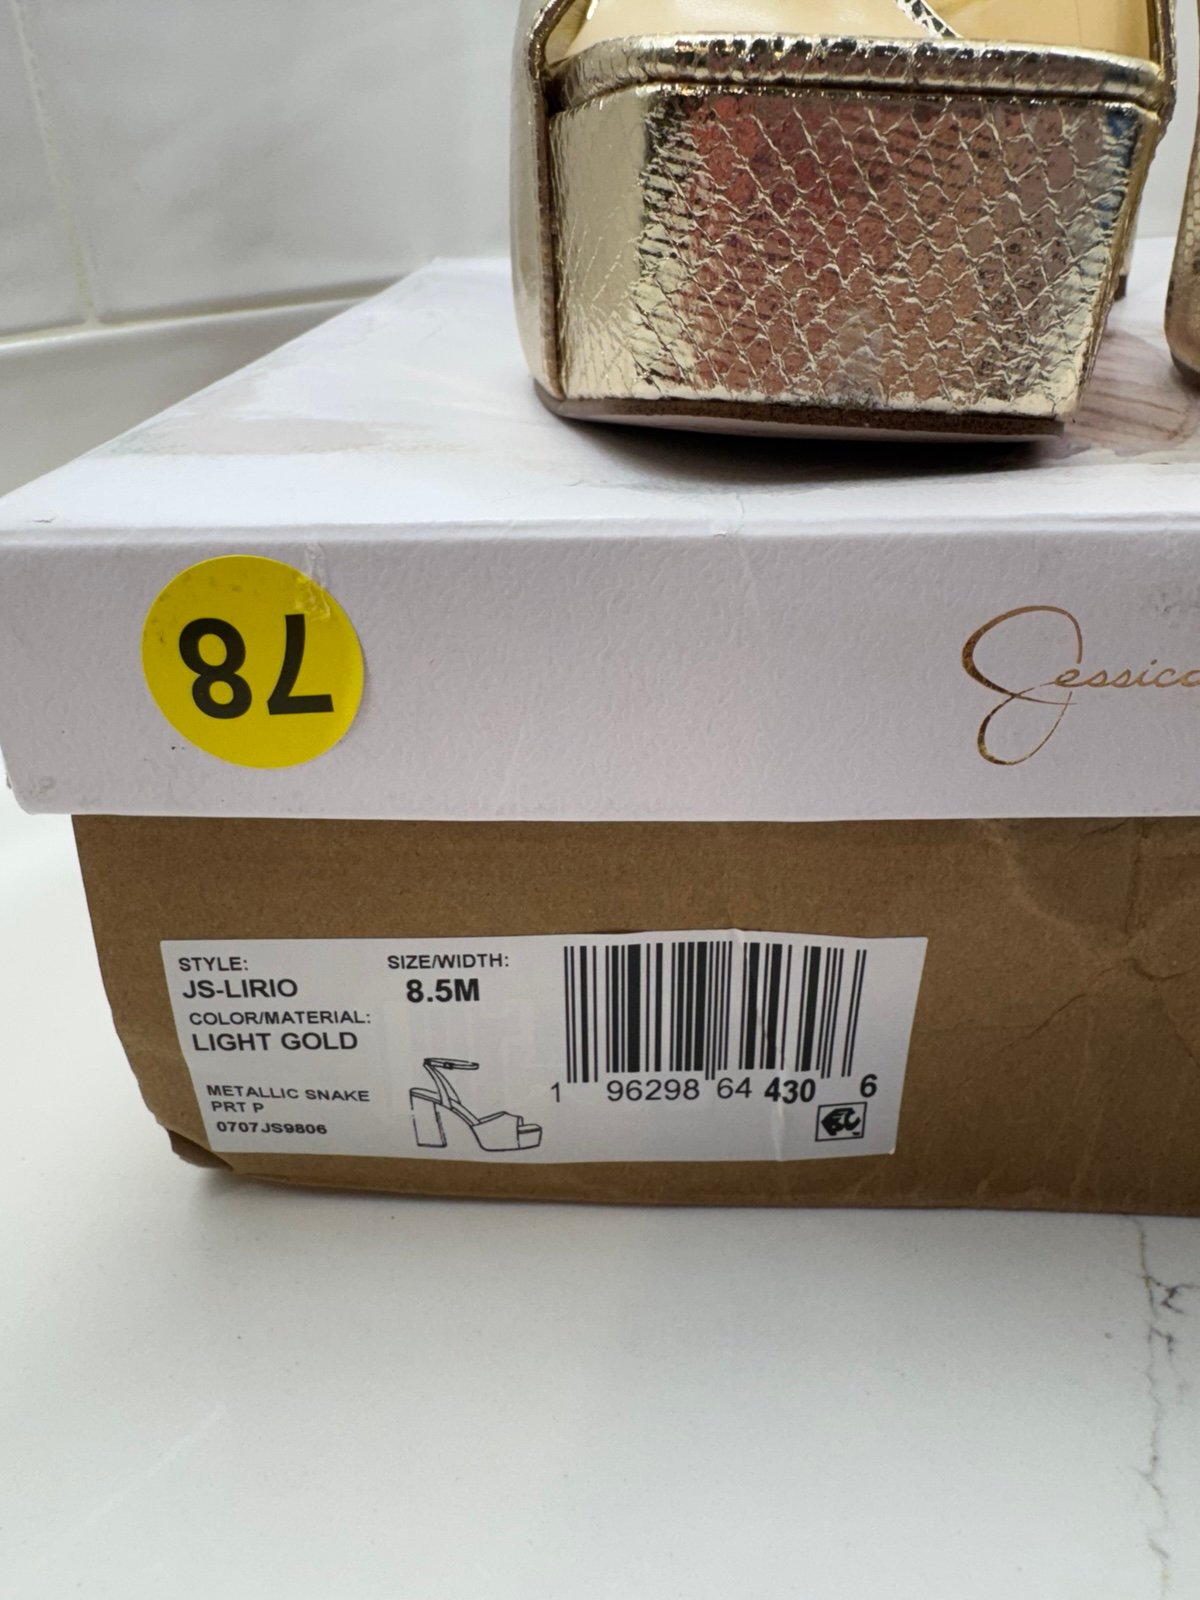 78
Jessica
STYLE:
JS-LIRIO
SIZE/WIDTH:
8.5M
COLOR/MATERIAL:
LIGHT GOLD
METALLIC SNAKE
PRT P
0707JS9806
1 96298 64 430 6